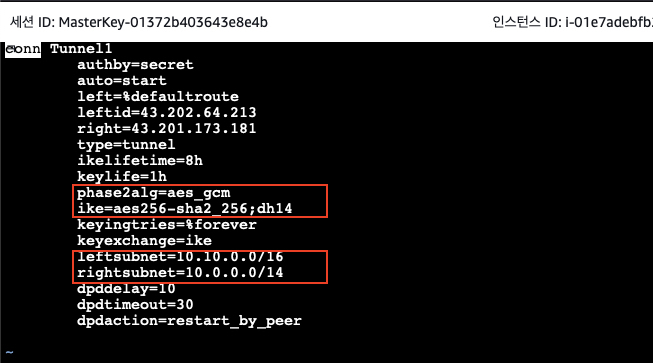 세션 ID: MasterKey-01372b403643e8e4b
인스턴스 ID: i-01e7adebfb
conn Tunnel1
authby=secret
auto=start
left=%defaultroute
leftid=43.202.64.213
right=43.201.173.181
type=tunnel
ikelifetime=8h
keylife=1h
phase2alg=aes_gcm
ike=aes256-sha2_256;dh14
keyingtries=%forever
keyexchange=ike
leftsubnet=10.10.0.0/16
rightsubnet=10.0.0.0/14
dpddelay=10
dpdtimeout=30
dpdaction=restart_by_peer
~